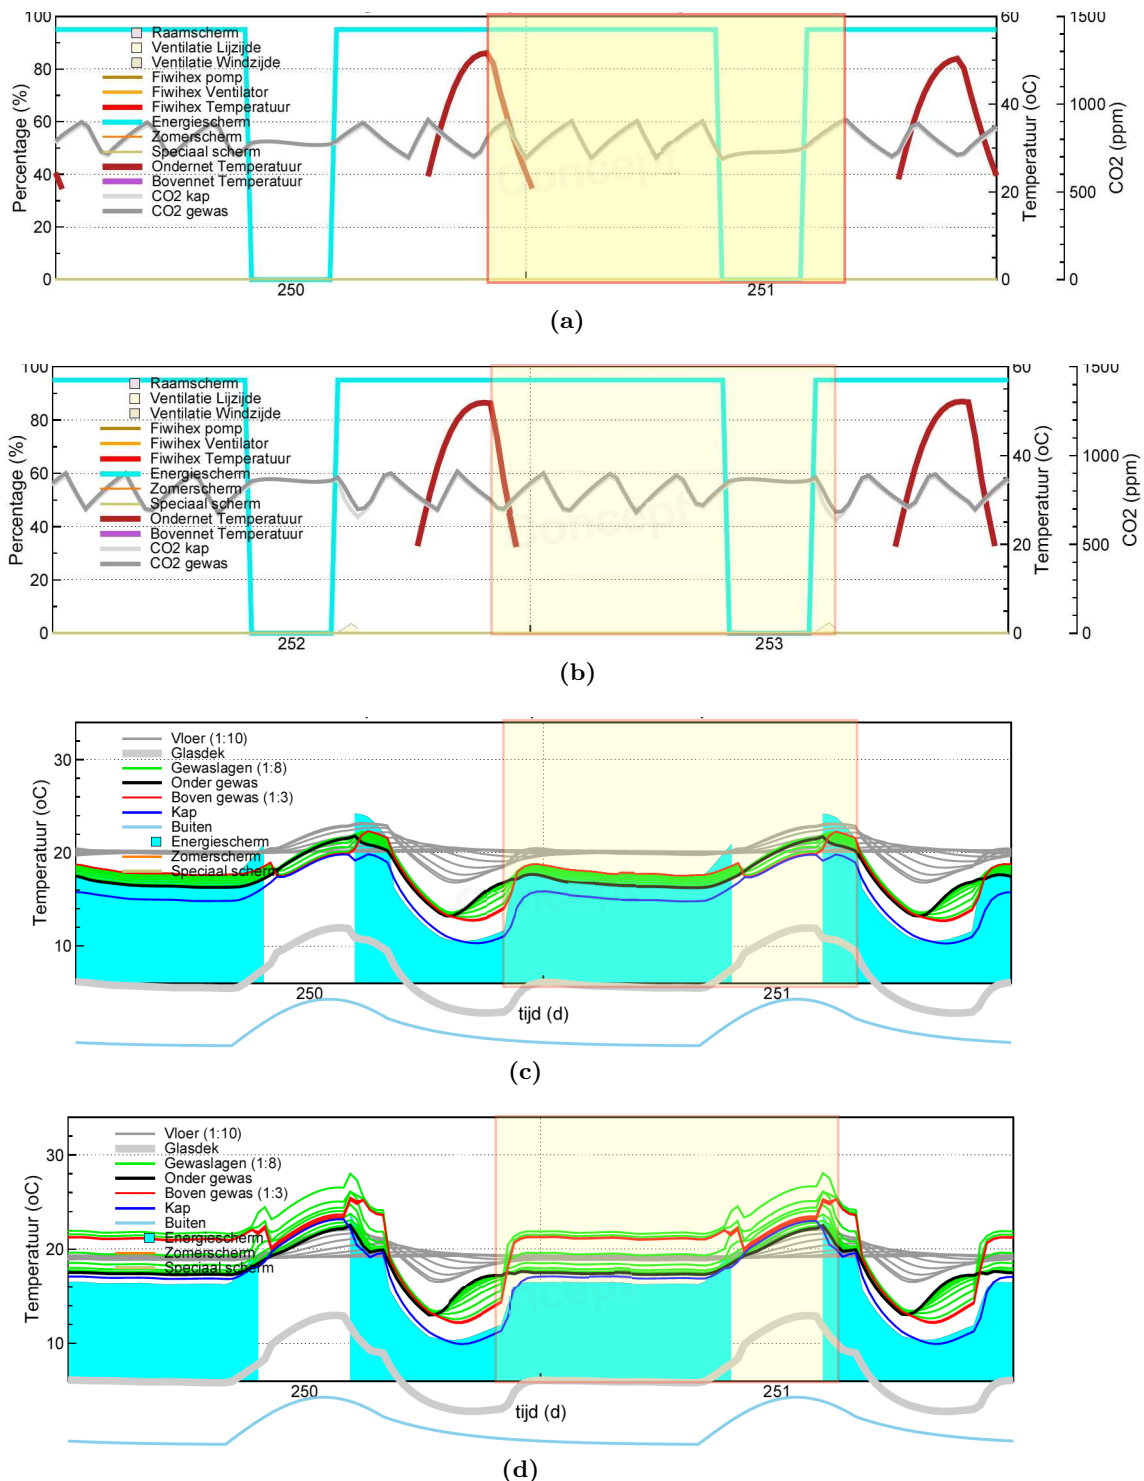 100
80
60
40
20
0
Percentage (%)
Raamscherm
Ventilatie Lijzijde
Ventilatie Windzijde
Fiwihex pomp
Fiwihex Ventilator
Fiwihex Temperatuur
Energiescherm
Zomerscherm
Speciaal scherm
Ondernet Temperatuur
Bovennet Temperatuur
CO2 kap
CO2 gewas
Concept
250
251
60
40
20
0
Temperatuur (oC)
1500
1000
500
0
CO2 (ppm)
(a)
100
80
60
40
20
0
Percentage (%)
Raamscherm
Ventilatie Lijzijde
Ventilatie Windzijde
Fiwihex pomp
Fiwihex Ventilator
Fiwihex Temperatuur
Energiescherm
Zomerscherm
Speciaal scherm
Ondernet Temperatuur
Bovennet Temperatuur
CO2 kap
CO2 gewas
Concept
252
253
60
40
20
0
Temperatuur (oC)
1500
1000
500
0
CO2 (ppm)
(b)
30
20
10
Temperatuur (oC)
Vloer (1:10)
Glasdek
Gewaslagen (1:8)
Onder gewas
Boven gewas (1:3)
Kap
Buiten
Energiescherm
Zomerscherm
Speciaal scherm
250
251
tijd (d)
(c)
30
20
10
Temperatuur (oC)
Vloer (1:10)
Glasdek
Gewaslagen (1:8)
Onder gewas
Boven gewas (1:3)
Kap
Buiten
Energiescherm
Zomerscherm
Speciaal scherm
Concept
250
251
tijd (d)
(d)